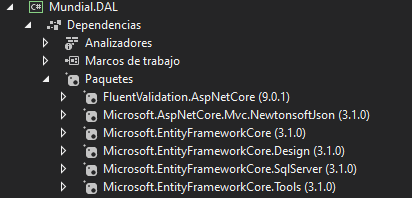 C# Mundial.DAL
Dependencias
Analizadores
Marcos de trabajo
Paquetes
FluentValidation.AspNetCore (9.0.1)
Microsoft.AspNetCore.Mvc.NewtonsoftJson (3.1.0)
Microsoft.EntityFrameworkCore (3.1.0)
Microsoft.EntityFrameworkCore.Design (3.1.0)
Microsoft.EntityFrameworkCore.SqlServer (3.1.0)
Microsoft.EntityFrameworkCore.Tools (3.1.0)